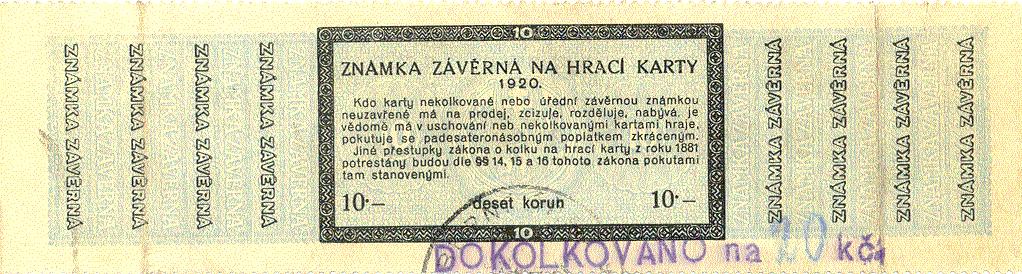 10
ZNÁMKA ZÁVĚRNÁ NA HRACÍ KARTY
1920.
Kdo karty nekolkované nebo úřední závěrnou známkou
neuzavřené má na prodej, zcizuje, rozděluje, nabývá, je
vědomě má v uschování neb nekolkovanými kartami hraje,
pokutuje se padesateronásobným poplatkem zkráceným.
Jiné přestupky zákona o kolku na hrací karty z roku 1881
potrestány budou dle §§ 14, 15 a 16 tohoto zákona pokutami
tam stanovenými.
10·– deset korun 10·–
10
DOKOLKOVÁNO na 20 kč
ZNÁMKA ZÁVĚRNÁ
ZNÁMKA ZÁVĚRNÁ
ZNÁMKA ZÁVĚRNÁ
ZNÁMKA ZÁVĚRNÁ
ZNÁMKA ZÁVĚRNÁ
ZNÁMKA ZÁVĚRNÁ
ZNÁMKA ZÁVĚRNÁ
ZNÁMKA ZÁVĚRNÁ